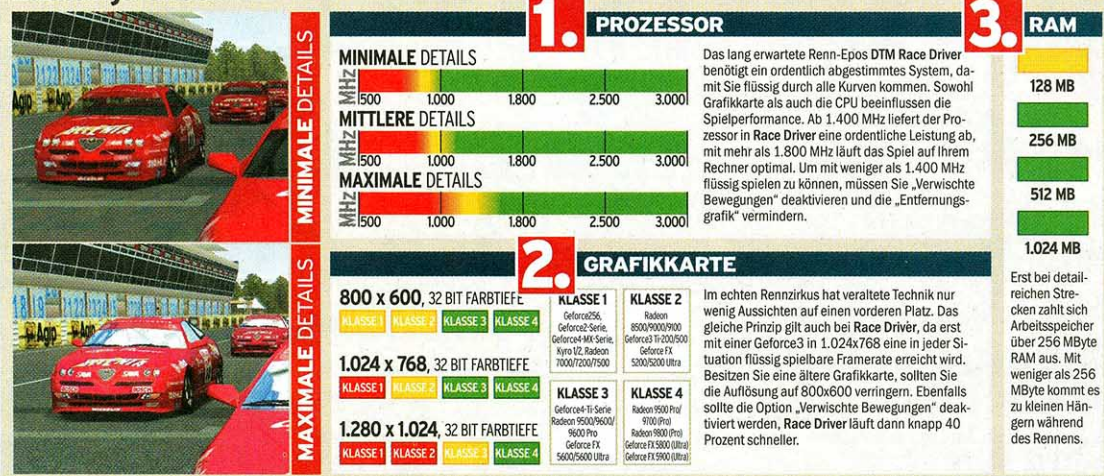 MINIMALE DETAILS
MAXIMALE DETAILS
1. PROZESSOR
MINIMALE DETAILS
MHz 500 1.000 1.800 2.500 3.000
MITTLERE DETAILS
MHz 500 1.000 1.800 2.500 3.000
MAXIMALE DETAILS
MHz 500 1.000 1.800 2.500 3.000
Das lang erwartete Renn-Epos DTM Race Driver
benötigt ein ordentlich abgestimmtes System, da-
mit Sie flüssig durch alle Kurven kommen. Sowohl
Grafikkarte als auch die CPU beeinflussen die
Spielperformance. Ab 1.400 MHz liefert der Pro-
zessor in Race Driver eine ordentliche Leistung ab,
mit mehr als 1.800 MHz läuft das Spiel auf Ihrem
Rechner optimal. Um mit weniger als 1.400 MHz
flüssig spielen zu können, müssen Sie „Verwischte
Bewegungen“ deaktivieren und die „Entfernungs-
grafik“ vermindern.
2. GRAFIKKARTE
800 x 600, 32 BIT FARBTIEFE
KLASSE 1 KLASSE 2 KLASSE 3 KLASSE 4
1.024 x 768, 32 BIT FARBTIEFE
KLASSE 1 KLASSE 2 KLASSE 3 KLASSE 4
1.280 x 1.024, 32 BIT FARBTIEFE
KLASSE 1 KLASSE 2 KLASSE 3 KLASSE 4
KLASSE 1
Geforce256,
Geforce2-Serie,
Geforce4-MX-Serie,
Kyro 1/2, Radeon
7000/7200/7500
KLASSE 2
Radeon
8500/9000/9100
Geforce3 Ti-200/500
Geforce FX
5200/5200 Ultra
KLASSE 3
Geforce4-Ti-Serie
Radeon 9500/9600/
9600 Pro
Geforce FX
5600/5600 Ultra
KLASSE 4
Radeon 9500 Pro/
9700 (Pro)
Radeon 9800 (Pro)
Geforce FX 5800 (Ultra)
Geforce FX 5900 (Ultra)
Im echten Rennzirkus hat veraltete Technik nur
wenig Aussichten auf einen vorderen Platz. Das
gleiche Prinzip gilt auch bei Race Driver, da erst
mit einer Geforce3 in 1.024x768 eine in jeder Si-
tuation flüssig spielbare Framerate erreicht wird.
Besitzen Sie eine ältere Grafikkarte, sollten Sie
die Auflösung auf 800x600 verringern. Ebenfalls
sollte die Option „Verwischte Bewegungen“ deak-
tiviert werden, Race Driver läuft dann knapp 40
Prozent schneller.
3. RAM
128 MB
256 MB
512 MB
1.024 MB
Erst bei detail-
reichen Stre-
cken zahlt sich
Arbeitsspeicher
über 256 MByte
RAM aus. Mit
weniger als 256
MByte kommt es
zu kleinen Hän-
gern während
des Rennens.
Agip
Agip